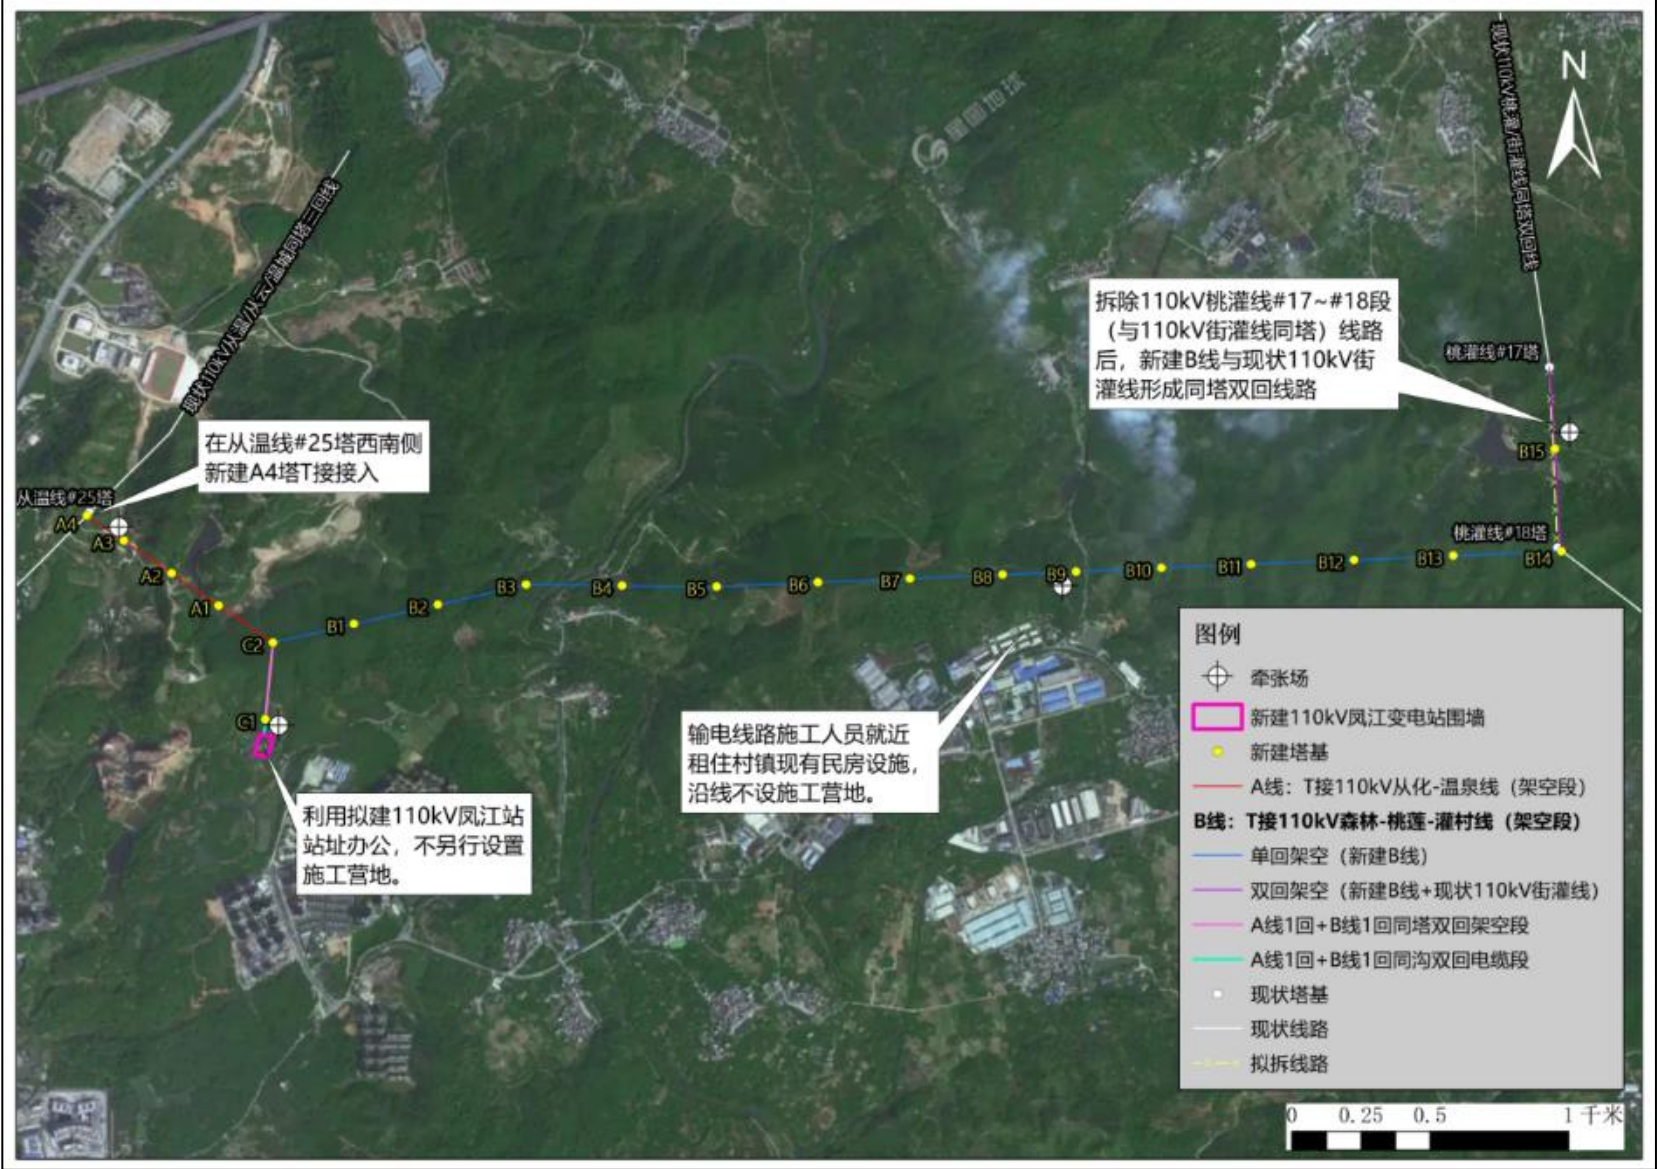 星图地球
N
现状110kV从温/从云/温城同塔三回线
现状110kV桃灌/街灌线同塔双回线
拆除110kV桃灌线#17~#18段
（与110kV街灌线同塔）线路
后，新建B线与现状110kV街
灌线形成同塔双回线路
桃灌线#17塔
在从温线#25塔西南侧
新建A4塔T接接入
从温线#25塔
A4
A3
A2
A1
C2
C1
B1
B2
B3
B4
B5
B6
B7
B8
B9
B10
B11
B12
B13
B14
B15
桃灌线#18塔
输电线路施工人员就近
租住村镇现有民房设施，
沿线不设施工营地。
利用拟建110kV凤江站
站址办公，不另行设置
施工营地。
图例
牵张场
新建110kV凤江变电站围墙
新建塔基
A线：T接110kV从化-温泉线（架空段）
B线：T接110kV森林-桃莲-灌村线（架空段）
单回架空（新建B线）
双回架空（新建B线+现状110kV街灌线）
A线1回+B线1回同塔双回架空段
A线1回+B线1回同沟双回电缆段
现状塔基
现状线路
拟拆线路
0 0.25 0.5 1 千米